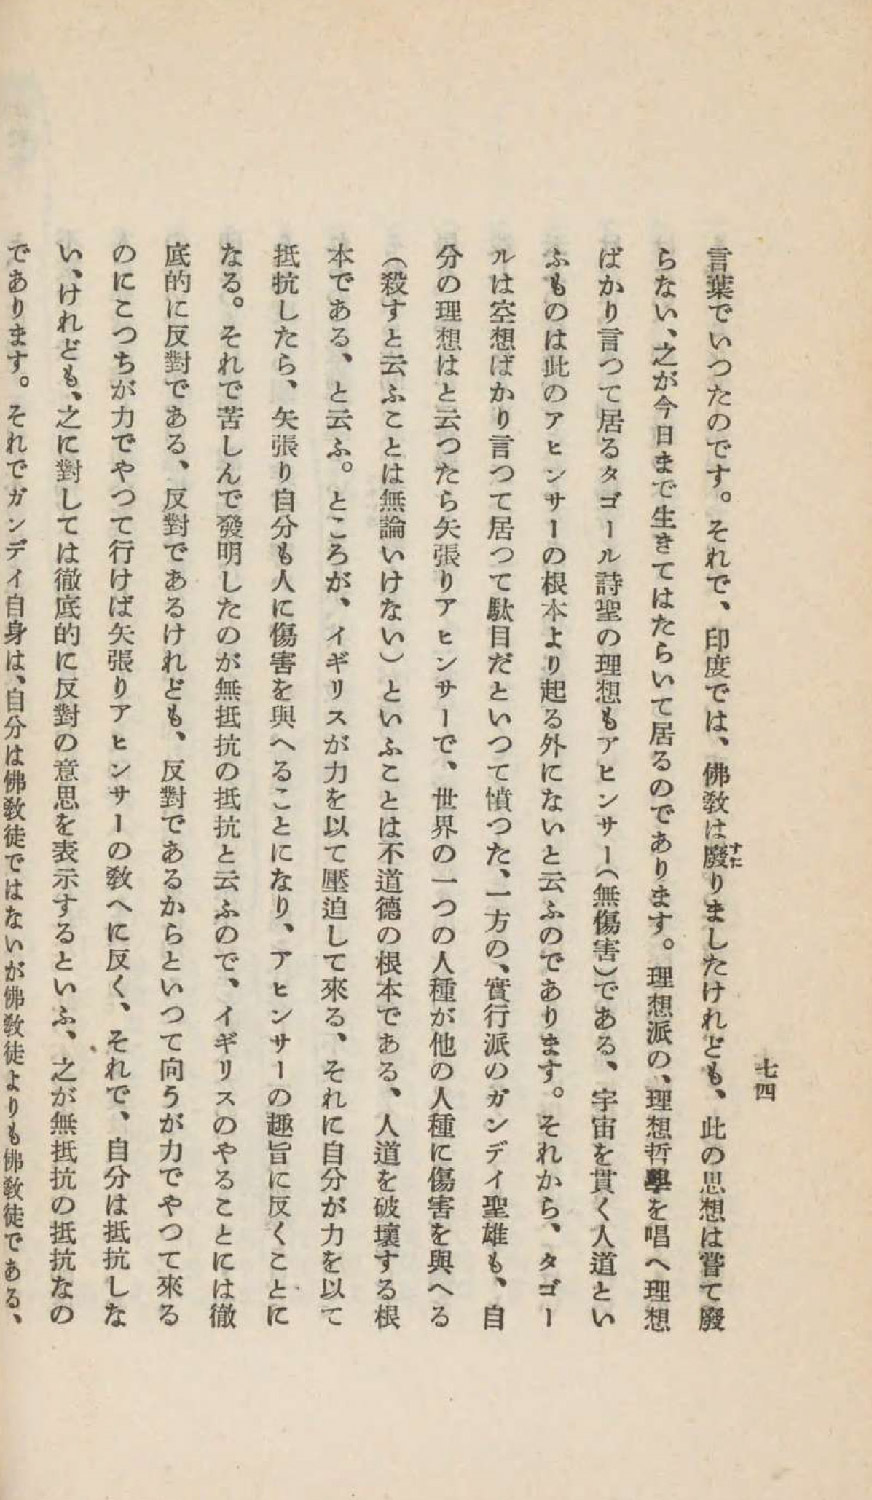 七四
言葉でいつたのです。それで、印度では、佛敎は廢りましたけれども、此の思想は嘗て廢
すた
らない、之が今日まで生きてはたらいて居るのであります。理想派の、理想哲學を唱へ理想
ばかり言つて居るタゴール詩聖の理想もアヒンサー(無傷害)である、宇宙を貫く人道とい
ふものは此のアヒンサーの根本より起る外にないと云ふのであります。それから、タゴー
ルは空想ばかり言つて居つて駄目だといつて憤つた、一方の、實行派のガンデイ聖雄も、自
分の理想はと云つたら矢張りアヒンサーで、世界の一つの人種が他の人種に傷害を與へる
(殺すと云ふことは無論いけない)といふことは不道德の根本である、人道を破壞する根
本である、と云ふ。ところが、イギリスが力を以て壓迫して來る、それに自分が力を以て
抵抗したら、矢張り自分も人に傷害を與へることになり、アヒンサーの趣旨に反くことに
なる。それで苦しんで發明したのが無抵抗の抵抗と云ふので、イギリスのやることには徹
底的に反對である、反對であるけれども、反對であるからといつて向うが力でやつて來る
のにこつちが力でやつて行けば矢張りアヒンサーの敎へに反く、それで、自分は抵抗しな
い、けれども、之に對しては徹底的に反對の意思を表示するといふ、之が無抵抗の抵抗なの
であります。それでガンデイ自身は、自分は佛敎徒ではないが佛敎徒よりも佛敎徒である、